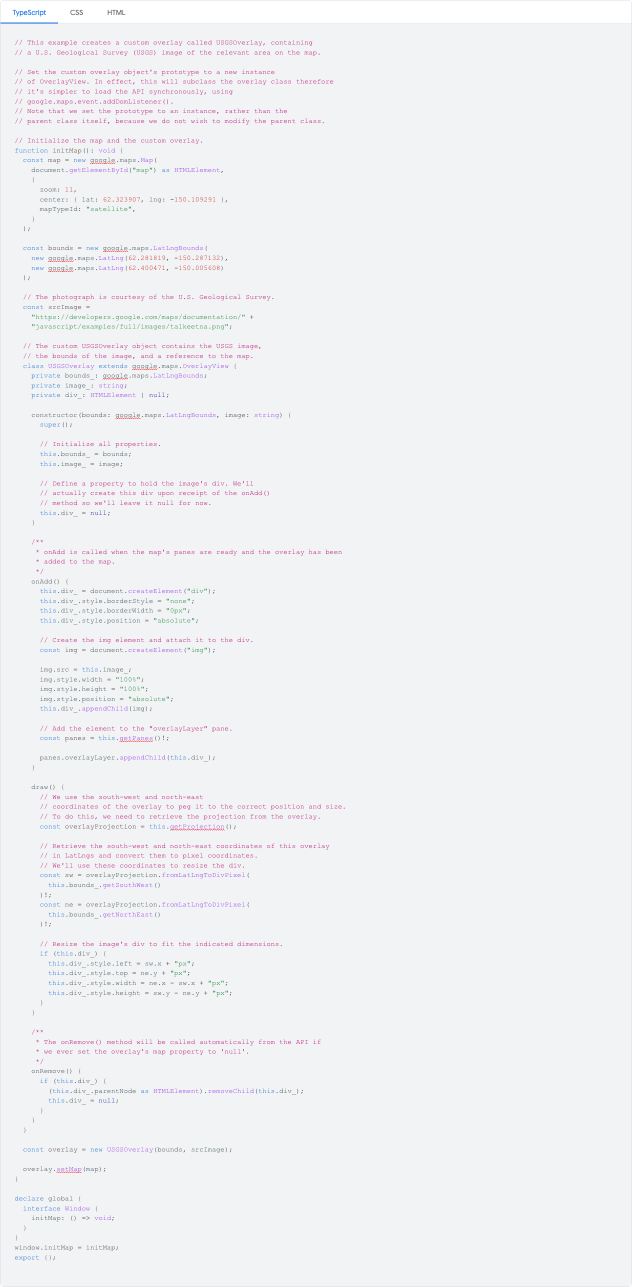 TypeScript CSS HTML
// This example creates a custom overlay called USGSOverlay, containing
// a U.S. Geological Survey (USGS) image of the relevant area on the map.
// Set the custom overlay object's prototype to a new instance
// of OverlayView. In effect, this will subclass the overlay class therefore
// it's simpler to load the API synchronously, using
// google.maps.event.addDomListener().
// Note that we set the prototype to an instance, rather than the
// parent class itself, because we do not wish to modify the parent class.
// Initialize the map and the custom overlay.
function initMap(): void {
  const map = new google.maps.Map(
    document.getElementById("map") as HTMLElement,
    {
      zoom: 11,
      center: { lat: 62.323907, lng: -150.109291 },
      mapTypeId: "satellite",
    }
  );
  const bounds = new google.maps.LatLngBounds(
    new google.maps.LatLng(62.281819, -150.287132),
    new google.maps.LatLng(62.400471, -150.005608)
  );
  // The photograph is courtesy of the U.S. Geological Survey.
  const srcImage =
    "https://developers.google.com/maps/documentation/" +
    "javascript/examples/full/images/talkeetna.png";
  // The custom USGSOverlay object contains the USGS image,
  // the bounds of the image, and a reference to the map.
  class USGSOverlay extends google.maps.OverlayView {
    private bounds_: google.maps.LatLngBounds;
    private image_: string;
    private div_: HTMLElement | null;
    constructor(bounds: google.maps.LatLngBounds, image: string) {
      super();
      // Initialize all properties.
      this.bounds_ = bounds;
      this.image_ = image;
      // Define a property to hold the image's div. We'll
      // actually create this div upon receipt of the onAdd()
      // method so we'll leave it null for now.
      this.div_ = null;
    }
    /**
     * onAdd is called when the map's panes are ready and the overlay has been
     * added to the map.
     */
    onAdd() {
      this.div_ = document.createElement("div");
      this.div_.style.borderStyle = "none";
      this.div_.style.borderWidth = "0px";
      this.div_.style.position = "absolute";
      // Create the img element and attach it to the div.
      const img = document.createElement("img");
      img.src = this.image_;
      img.style.width = "100%";
      img.style.height = "100%";
      img.style.position = "absolute";
      this.div_.appendChild(img);
      // Add the element to the "overlayLayer" pane.
      const panes = this.getPanes()!;
      panes.overlayLayer.appendChild(this.div_);
    }
    draw() {
      // We use the south-west and north-east
      // coordinates of the overlay to peg it to the correct position and size.
      // To do this, we need to retrieve the projection from the overlay.
      const overlayProjection = this.getProjection();
      // Retrieve the south-west and north-east coordinates of this overlay
      // in LatLngs and convert them to pixel coordinates.
      // We'll use these coordinates to resize the div.
      const sw = overlayProjection.fromLatLngToDivPixel(
        this.bounds_.getSouthWest()
      )!;
      const ne = overlayProjection.fromLatLngToDivPixel(
        this.bounds_.getNorthEast()
      )!;
      // Resize the image's div to fit the indicated dimensions.
      if (this.div_) {
        this.div_.style.left = sw.x + "px";
        this.div_.style.top = ne.y + "px";
        this.div_.style.width = ne.x - sw.x + "px";
        this.div_.style.height = sw.y - ne.y + "px";
      }
    }
    /**
     * The onRemove() method will be called automatically from the API if
     * we ever set the overlay's map property to 'null'.
     */
    onRemove() {
      if (this.div_) {
        (this.div_.parentNode as HTMLElement).removeChild(this.div_);
        this.div_ = null;
      }
    }
  }
  const overlay = new USGSOverlay(bounds, srcImage);
  overlay.setMap(map);
}
declare global {
  interface Window {
    initMap: () => void;
  }
}
window.initMap = initMap;
export {};